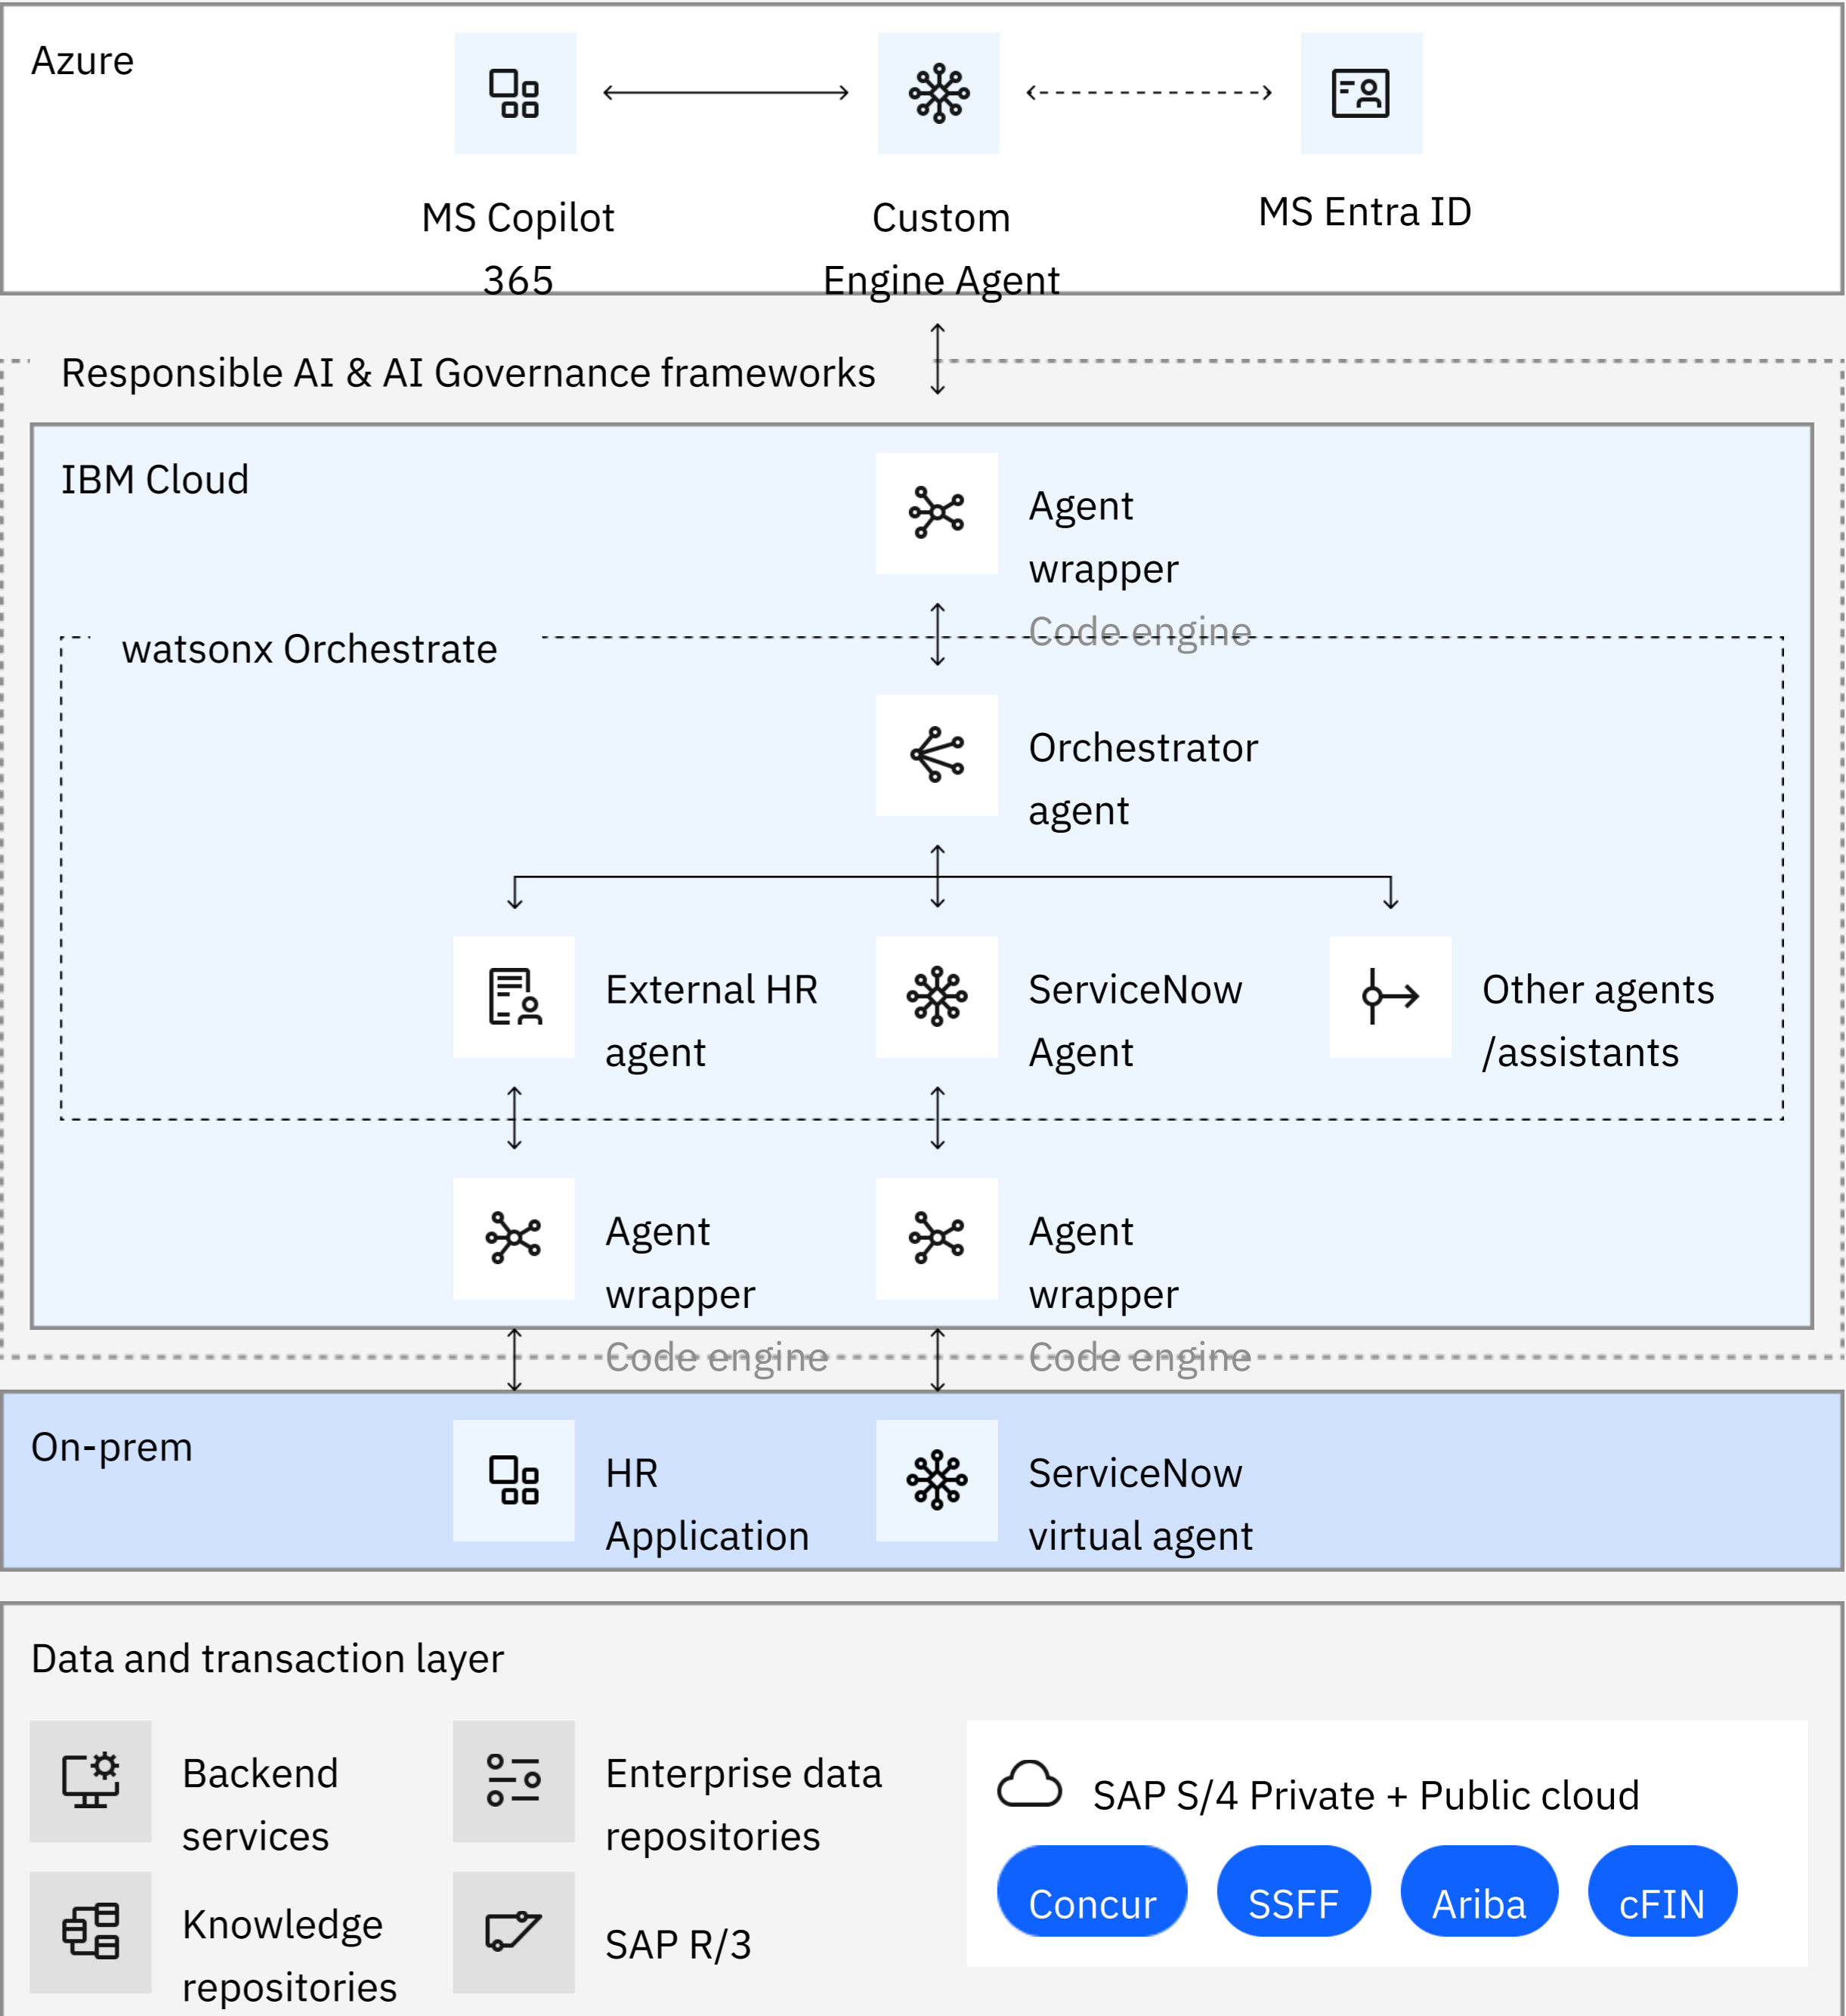 Azure
MS Copilot
365
Custom
Engine Agent
MS Entra ID
Responsible AI & AI Governance frameworks
IBM Cloud
Agent
wrapper
Code engine
watsonx Orchestrate
Orchestrator
agent
External HR
agent
ServiceNow
Agent
Other agents
/assistants
Agent
wrapper
Code engine
Agent
wrapper
Code engine
On-prem
HR
Application
ServiceNow
virtual agent
Data and transaction layer
Backend
services
Enterprise data
repositories
SAP S/4 Private + Public cloud
Concur
SSFF
Ariba
cFIN
Knowledge
repositories
SAP R/3